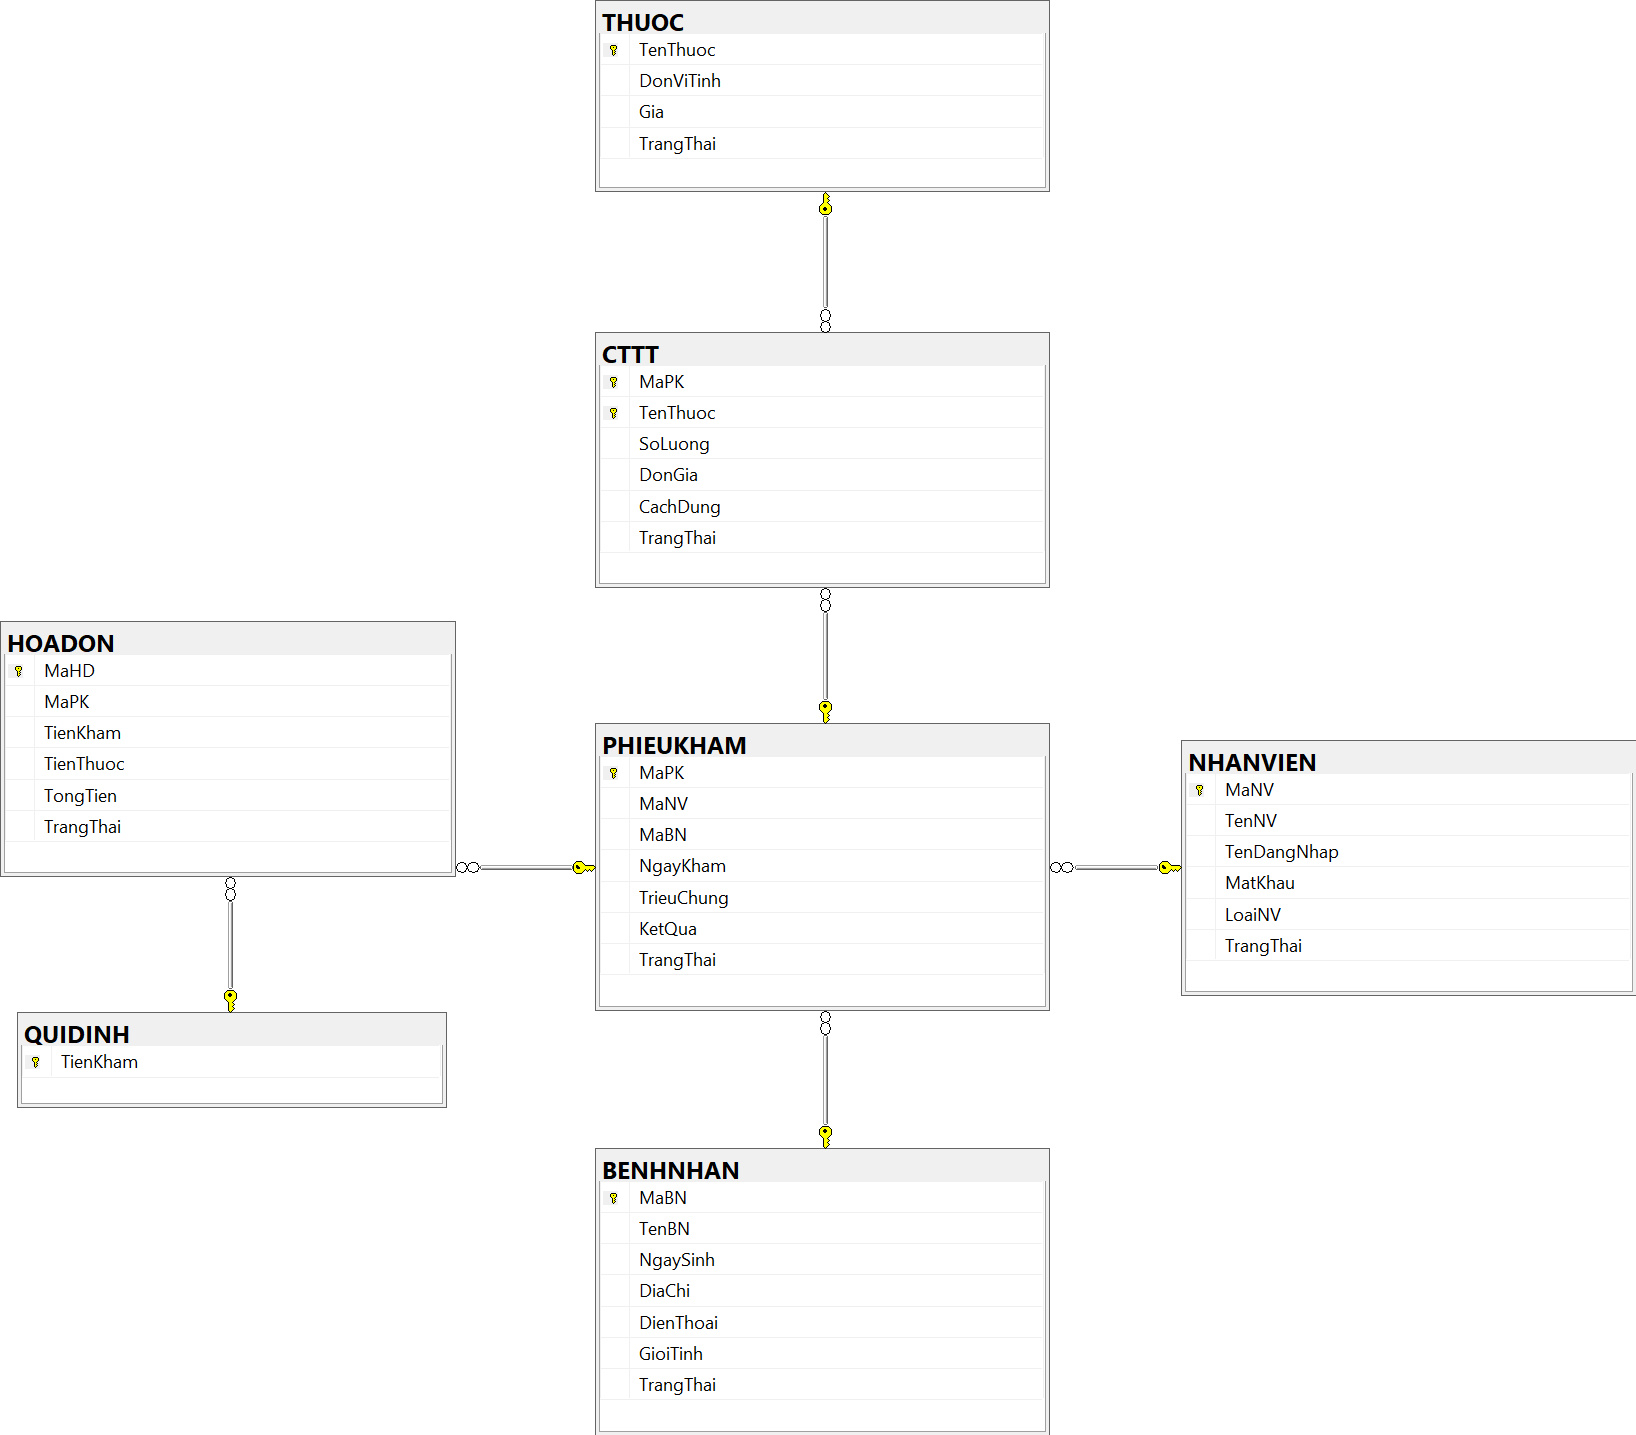 THUOC
TenThuoc
DonViTinh
Gia
TrangThai
CTTT
MaPK
TenThuoc
SoLuong
DonGia
CachDung
TrangThai
HOADON
MaHD
MaPK
TienKham
TienThuoc
TongTien
TrangThai
PHIEUKHAM
MaPK
MaNV
MaBN
NgayKham
TrieuChung
KetQua
TrangThai
NHANVIEN
MaNV
TenNV
TenDangNhap
MatKhau
LoaiNV
TrangThai
QUIDINH
TienKham
BENHNHAN
MaBN
TenBN
NgaySinh
DiaChi
DienThoai
GioiTinh
TrangThai